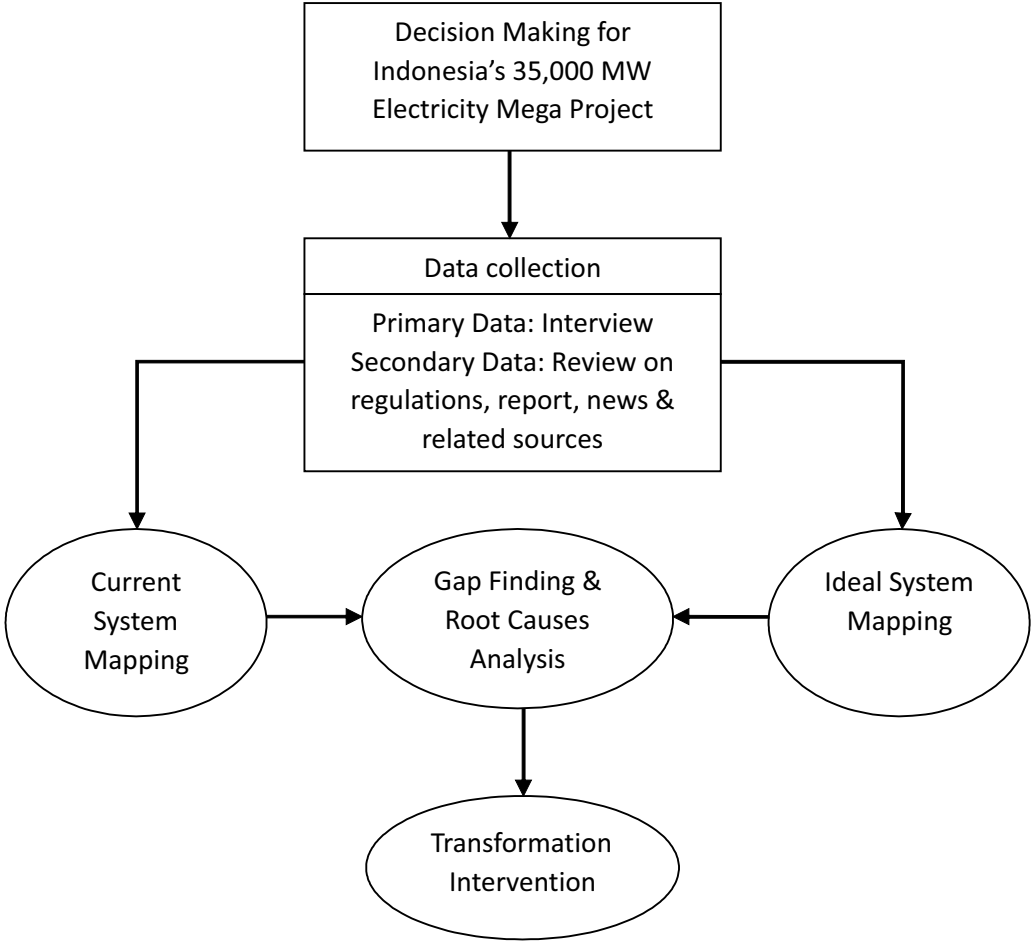 Decision Making for
Indonesia’s 35,000 MW
Electricity Mega Project
Data collection
Primary Data: Interview
Secondary Data: Review on
regulations, report, news &
related sources
Current
System
Mapping
Gap Finding &
Root Causes
Analysis
Ideal System
Mapping
Transformation
Intervention